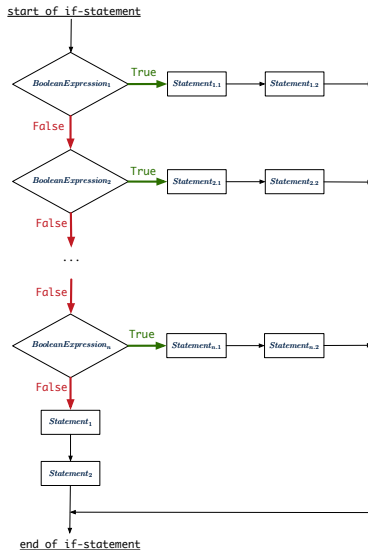 start of if-statement
BooleanExpression₁ True Statement₁.₁ Statement₁.₂
False
BooleanExpression₂ True Statement₂.₁ Statement₂.₂
False
...
False
BooleanExpressionₙ True Statementₙ.₁ Statementₙ.₂
False
Statement₁
Statement₂
end of if-statement